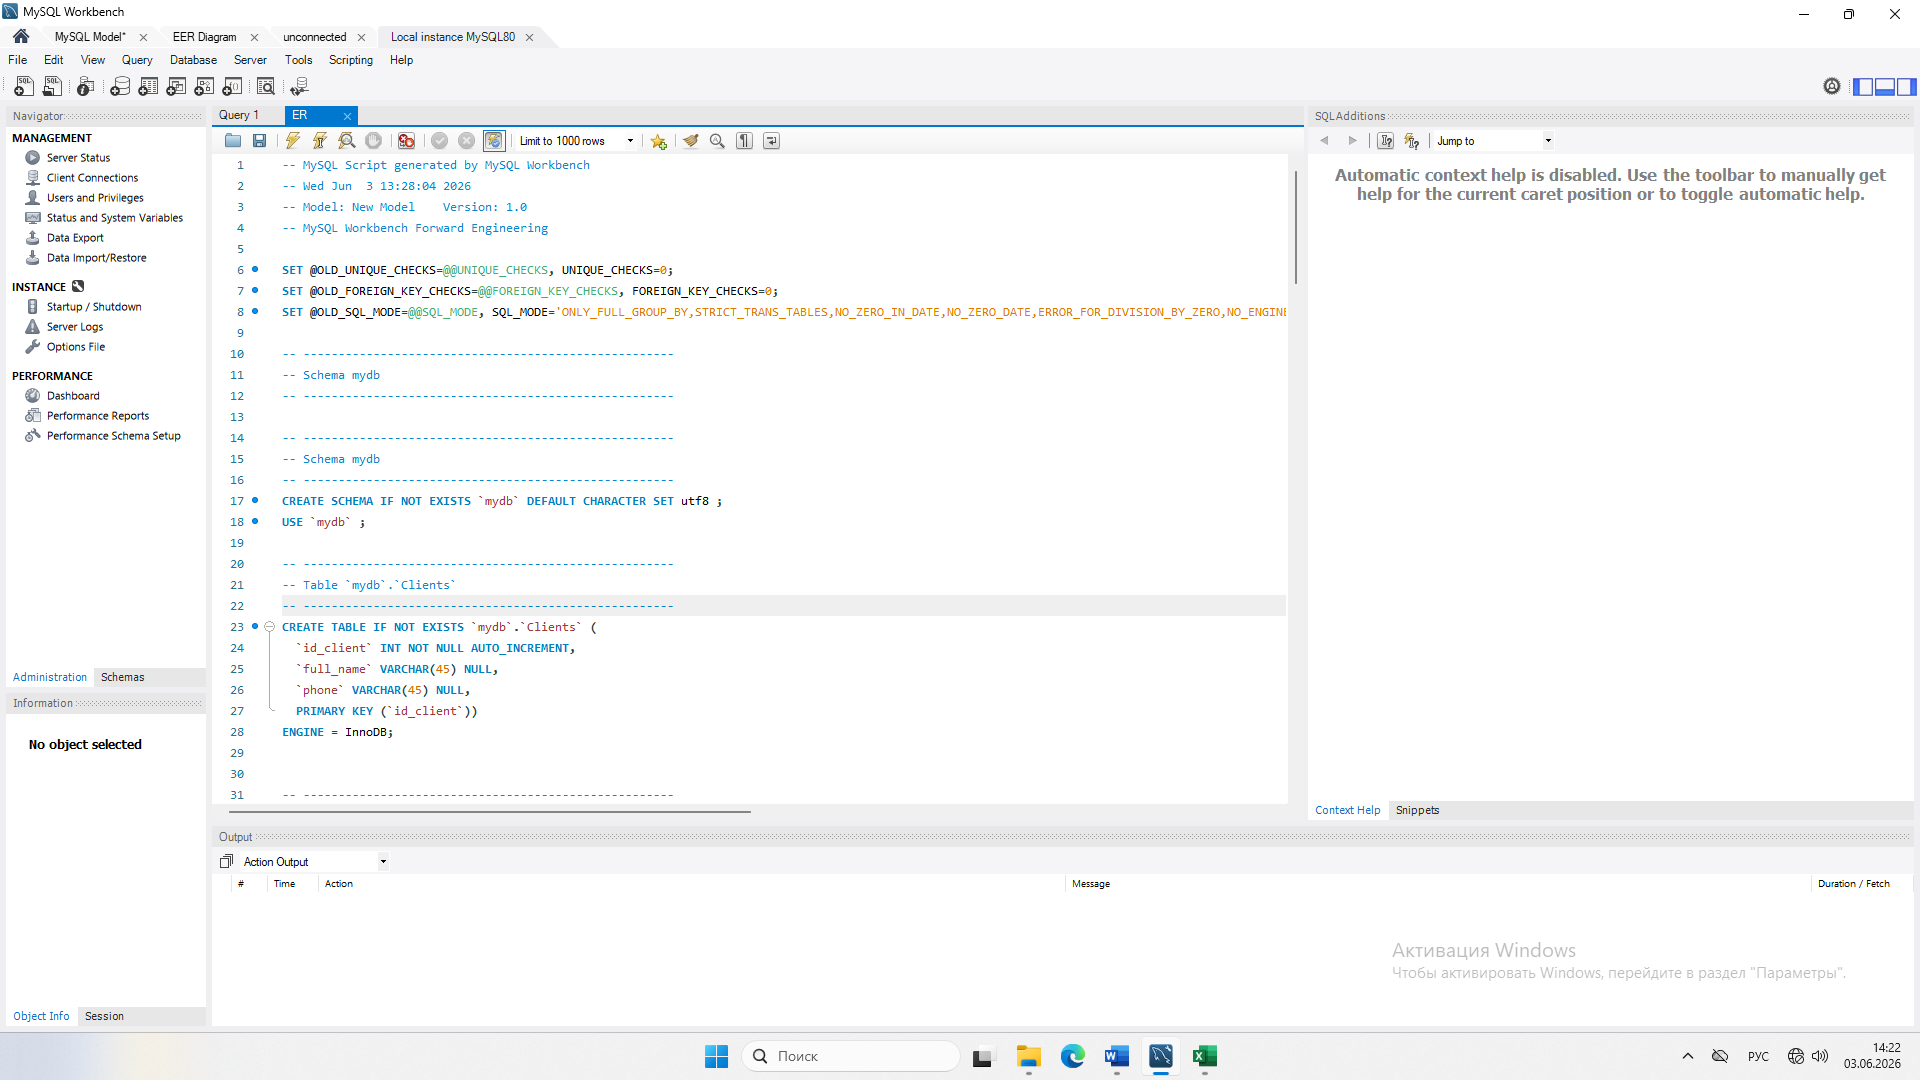 MySQL Workbench
MySQL Model* EER Diagram unconnected Local instance MySQL80
File Edit View Query Database Server Tools Scripting Help
Navigator
MANAGEMENT
Server Status
Client Connections
Users and Privileges
Status and System Variables
Data Export
Data Import/Restore
INSTANCE
Startup / Shutdown
Server Logs
Options File
PERFORMANCE
Dashboard
Performance Reports
Performance Schema Setup
Administration Schemas
Information
No object selected
Object Info Session
Query 1 ER
Limit to 1000 rows
1 -- MySQL Script generated by MySQL Workbench
2 -- Wed Jun  3 13:28:04 2026
3 -- Model: New Model    Version: 1.0
4 -- MySQL Workbench Forward Engineering
5
6 SET @OLD_UNIQUE_CHECKS=@@UNIQUE_CHECKS, UNIQUE_CHECKS=0;
7 SET @OLD_FOREIGN_KEY_CHECKS=@@FOREIGN_KEY_CHECKS, FOREIGN_KEY_CHECKS=0;
8 SET @OLD_SQL_MODE=@@SQL_MODE, SQL_MODE='ONLY_FULL_GROUP_BY,STRICT_TRANS_TABLES,NO_ZERO_IN_DATE,NO_ZERO_DATE,ERROR_FOR_DIVISION_BY_ZERO,NO_ENGINE
9
10 -- -----------------------------------------------------
11 -- Schema mydb
12 -- -----------------------------------------------------
13
14 -- -----------------------------------------------------
15 -- Schema mydb
16 -- -----------------------------------------------------
17 CREATE SCHEMA IF NOT EXISTS `mydb` DEFAULT CHARACTER SET utf8 ;
18 USE `mydb` ;
19
20 -- -----------------------------------------------------
21 -- Table `mydb`.`Clients`
22 -- -----------------------------------------------------
23 CREATE TABLE IF NOT EXISTS `mydb`.`Clients` (
24 `id_client` INT NOT NULL AUTO_INCREMENT,
25 `full_name` VARCHAR(45) NULL,
26 `phone` VARCHAR(45) NULL,
27 PRIMARY KEY (`id_client`))
28 ENGINE = InnoDB;
29
30
31 -- -----------------------------------------------------
SQLAdditions
Jump to
Automatic context help is disabled. Use the toolbar to manually get
help for the current caret position or to toggle automatic help.
Context Help Snippets
Output
Action Output
# Time Action Message Duration / Fetch
Активация Windows
Чтобы активировать Windows, перейдите в раздел "Параметры".
Поиск
РУС
14:22
03.06.2026